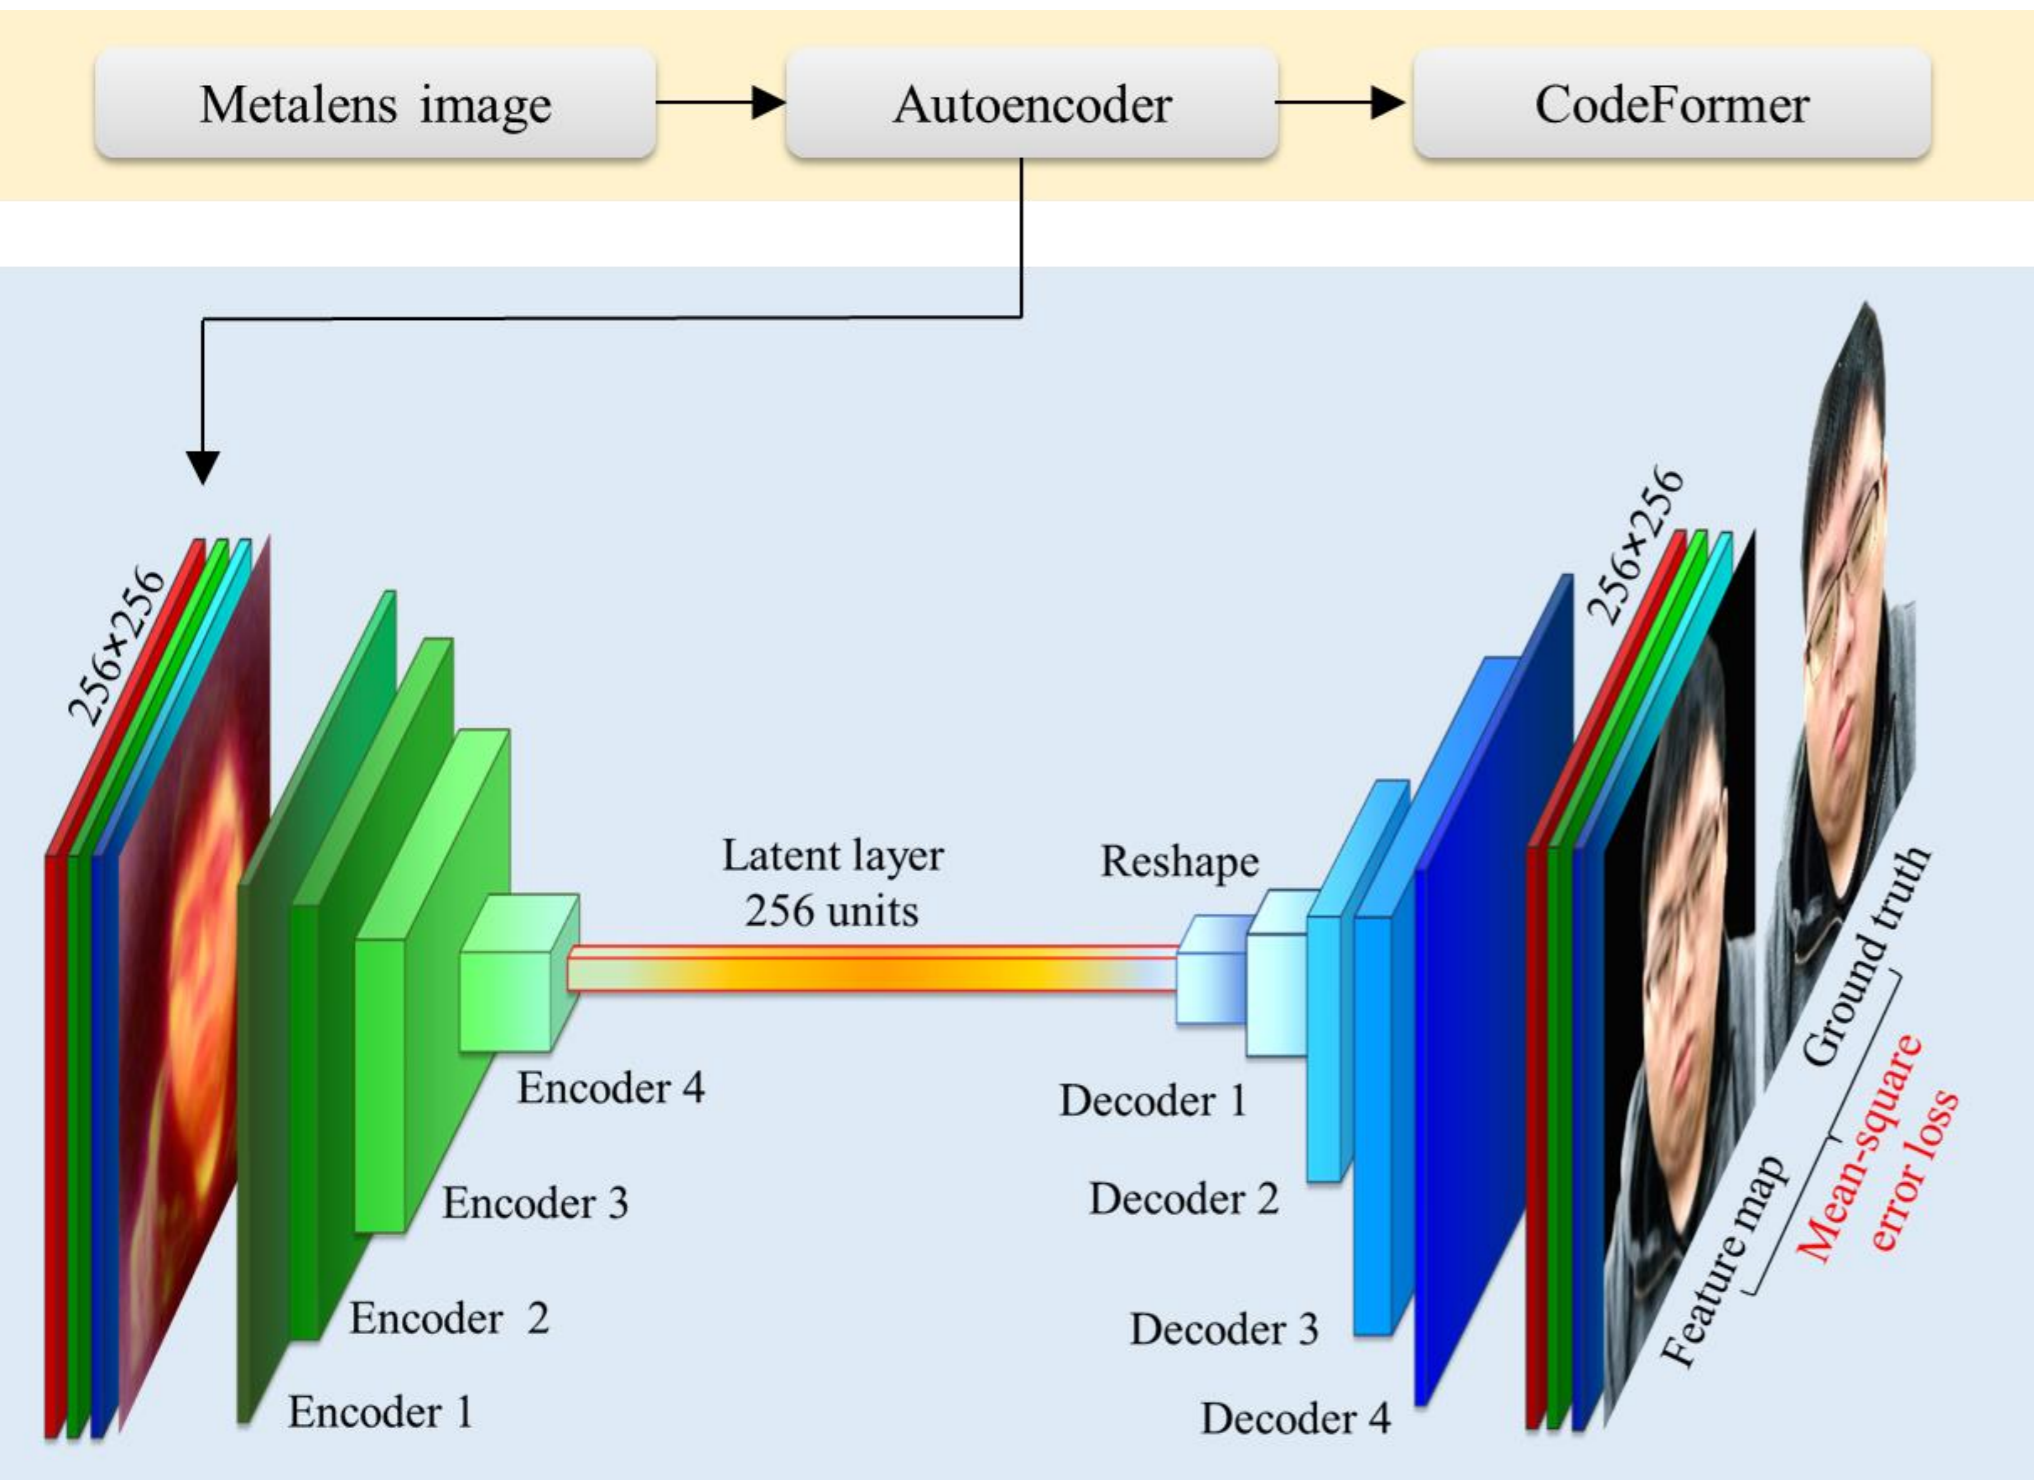 Metalens image
Autoencoder
CodeFormer
256×256
256×256
Latent layer
256 units
Reshape
Encoder 4
Encoder 3
Encoder 2
Encoder 1
Decoder 1
Decoder 2
Decoder 3
Decoder 4
Ground truth
Feature map
Mean-square
error loss